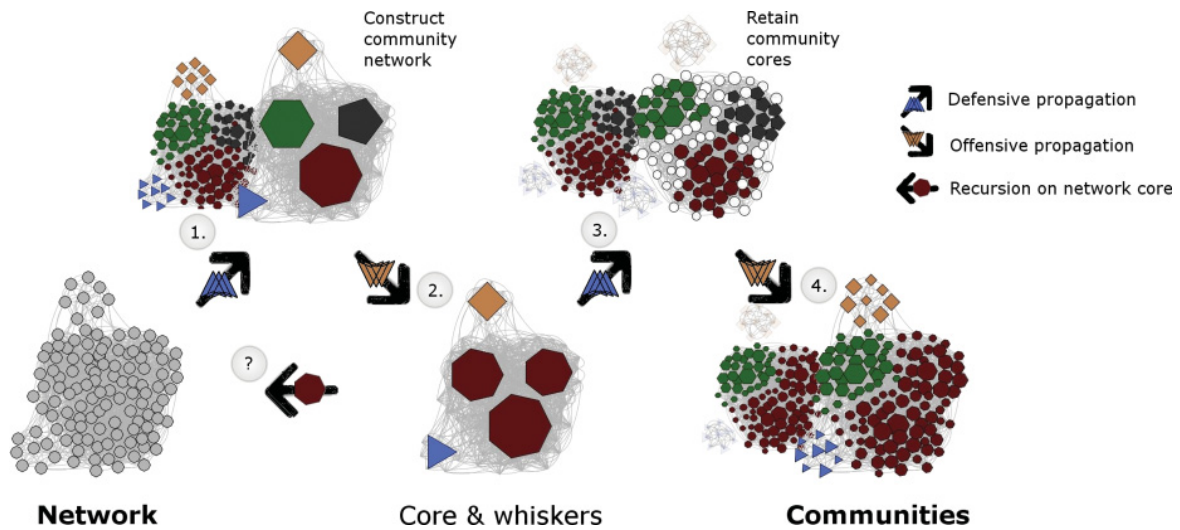 Construct
community
network
Retain
community
cores
Defensive propagation
Offensive propagation
Recursion on network core
1.
2.
3.
4.
?
Network
Core & whiskers
Communities